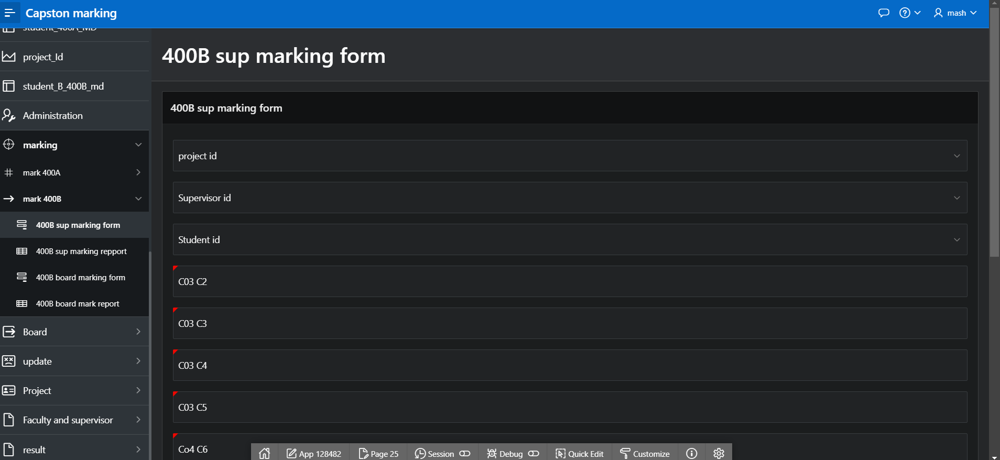 Capston marking
mash
student_400A_MD
project_Id
student_B_400B_md
Administration
marking
mark 400A
mark 400B
400B sup marking form
400B sup marking repport
400B board marking form
400B board mark report
Board
update
Project
Faculty and supervisor
result
400B sup marking form
400B sup marking form
project id
Supervisor id
Student id
C03 C2
C03 C3
C03 C4
C03 C5
Co4 C6
App 128482
Page 25
Session
Debug
Quick Edit
Customize